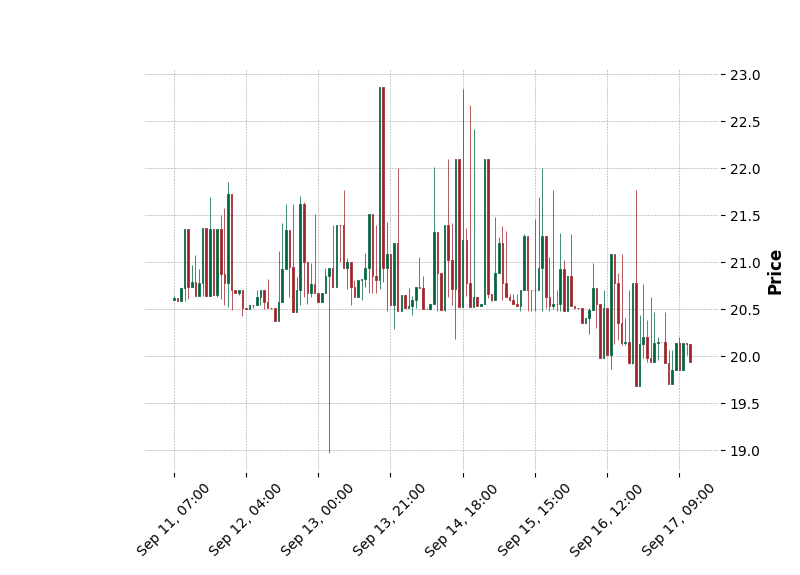 23.0
22.5
22.0
21.5
21.0
20.5
20.0
19.5
19.0
Price
Sep 11, 07:00
Sep 12, 04:00
Sep 13, 00:00
Sep 13, 21:00
Sep 14, 18:00
Sep 15, 15:00
Sep 16, 12:00
Sep 17, 09:00